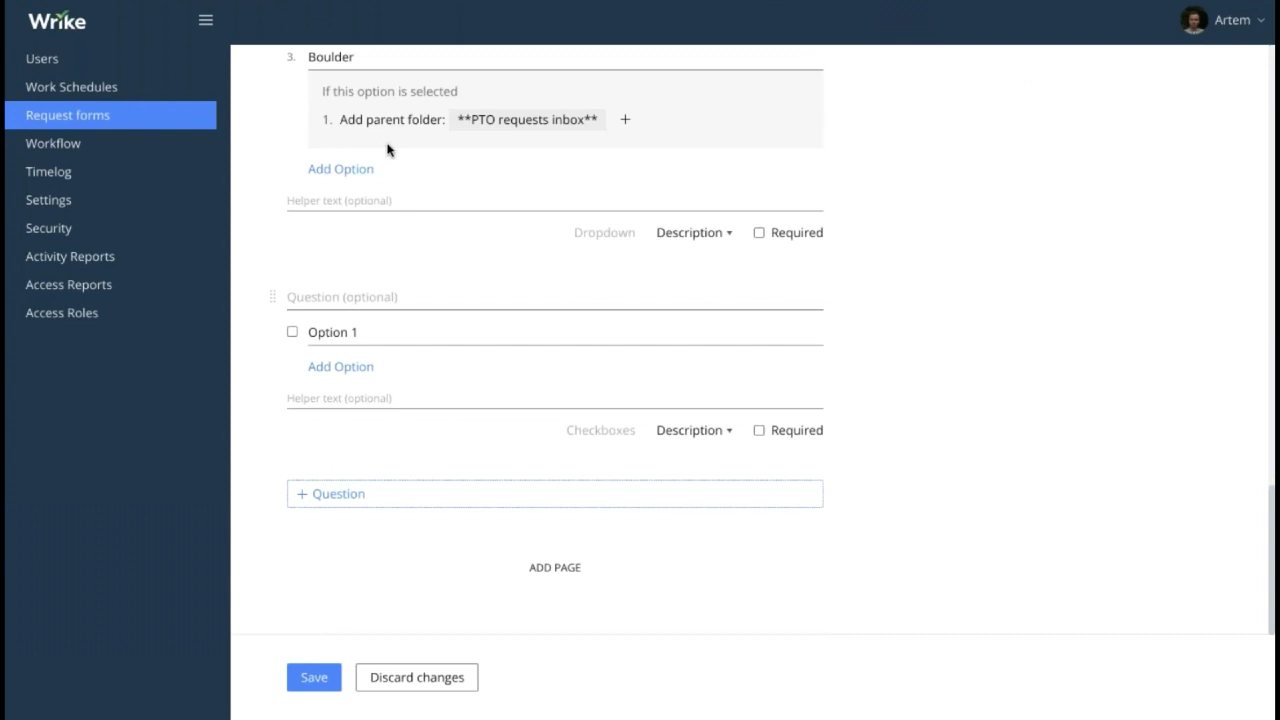 Wrike
Artem
Users
Work Schedules
Request forms
Workflow
Timelog
Settings
Security
Activity Reports
Access Reports
Access Roles
3. Boulder
If this option is selected
1. Add parent folder: **PTO requests inbox** +
Add Option
Helper text (optional)
Dropdown Description Required
Question (optional)
Option 1
Add Option
Helper text (optional)
Checkboxes Description Required
+ Question
ADD PAGE
Save Discard changes